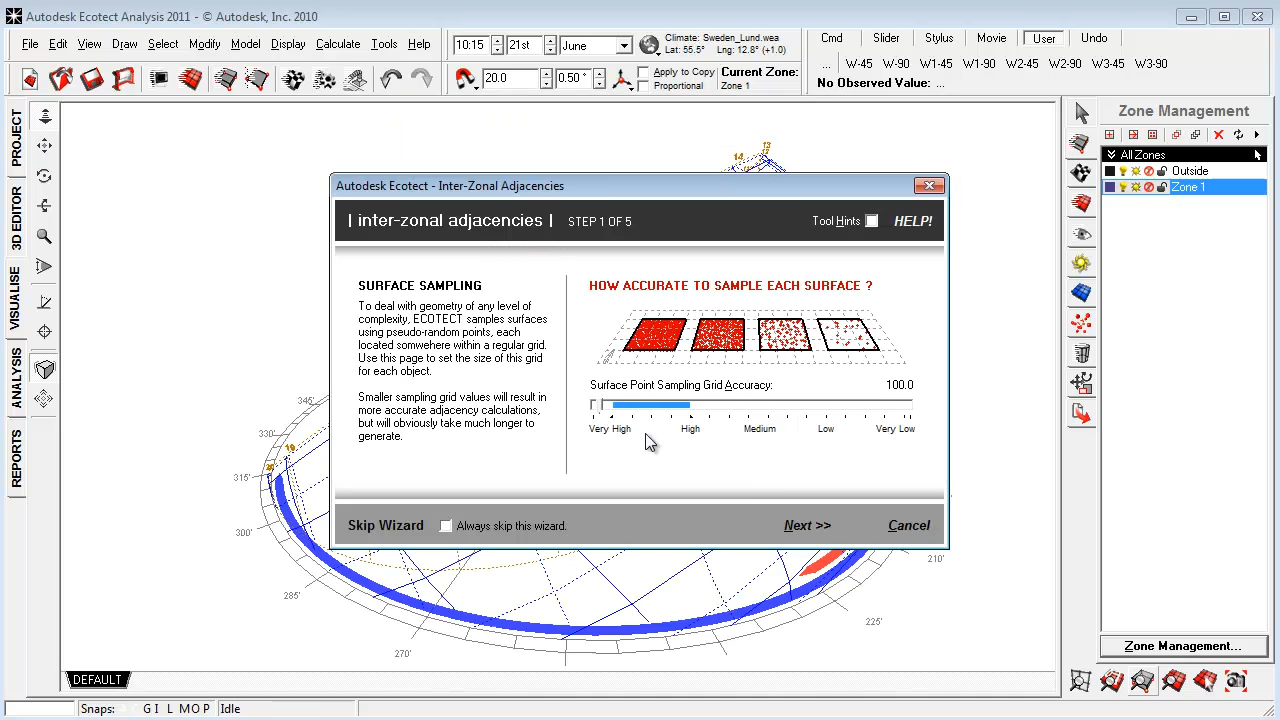 Autodesk Ecotect Analysis 2011 - © Autodesk, Inc. 2010
File Edit View Draw Select Modify Model Display Calculate Tools Help
10:15 21st June
Climate: Sweden_Lund.wea
Lat: 55.5° Lng: 12.8° (+1.0)
Cmd Slider Stylus Movie User Undo
... W-45 W-90 W1-45 W1-90 W2-45 W2-90 W3-45 W3-90
20.0 0.50 °
Apply to Copy
Proportional
Current Zone:
Zone 1
No Observed Value: ...
PROJECT
3D EDITOR
VISUALISE
ANALYSIS
REPORTS
Zone Management
All Zones
Outside
Zone 1
Zone Management...
14
13
345°
330°
19
315°
300°
285°
270°
225°
210°
Autodesk Ecotect - Inter-Zonal Adjacencies
| inter-zonal adjacencies | STEP 1 OF 5
Tool Hints
HELP!
SURFACE SAMPLING
To deal with geometry of any level of
complexity, ECOTECT samples surfaces
using pseudo-random points, each
located somwehere within a regular grid.
Use this page to set the size of this grid
for each object.
Smaller sampling grid values will result in
more accurate adjacency calculations,
but will obviously take much longer to
generate.
HOW ACCURATE TO SAMPLE EACH SURFACE ?
Surface Point Sampling Grid Accuracy: 100.0
Very High High Medium Low Very Low
Skip Wizard
Always skip this wizard.
Next >>
Cancel
DEFAULT
Snaps: G I L M O P Idle